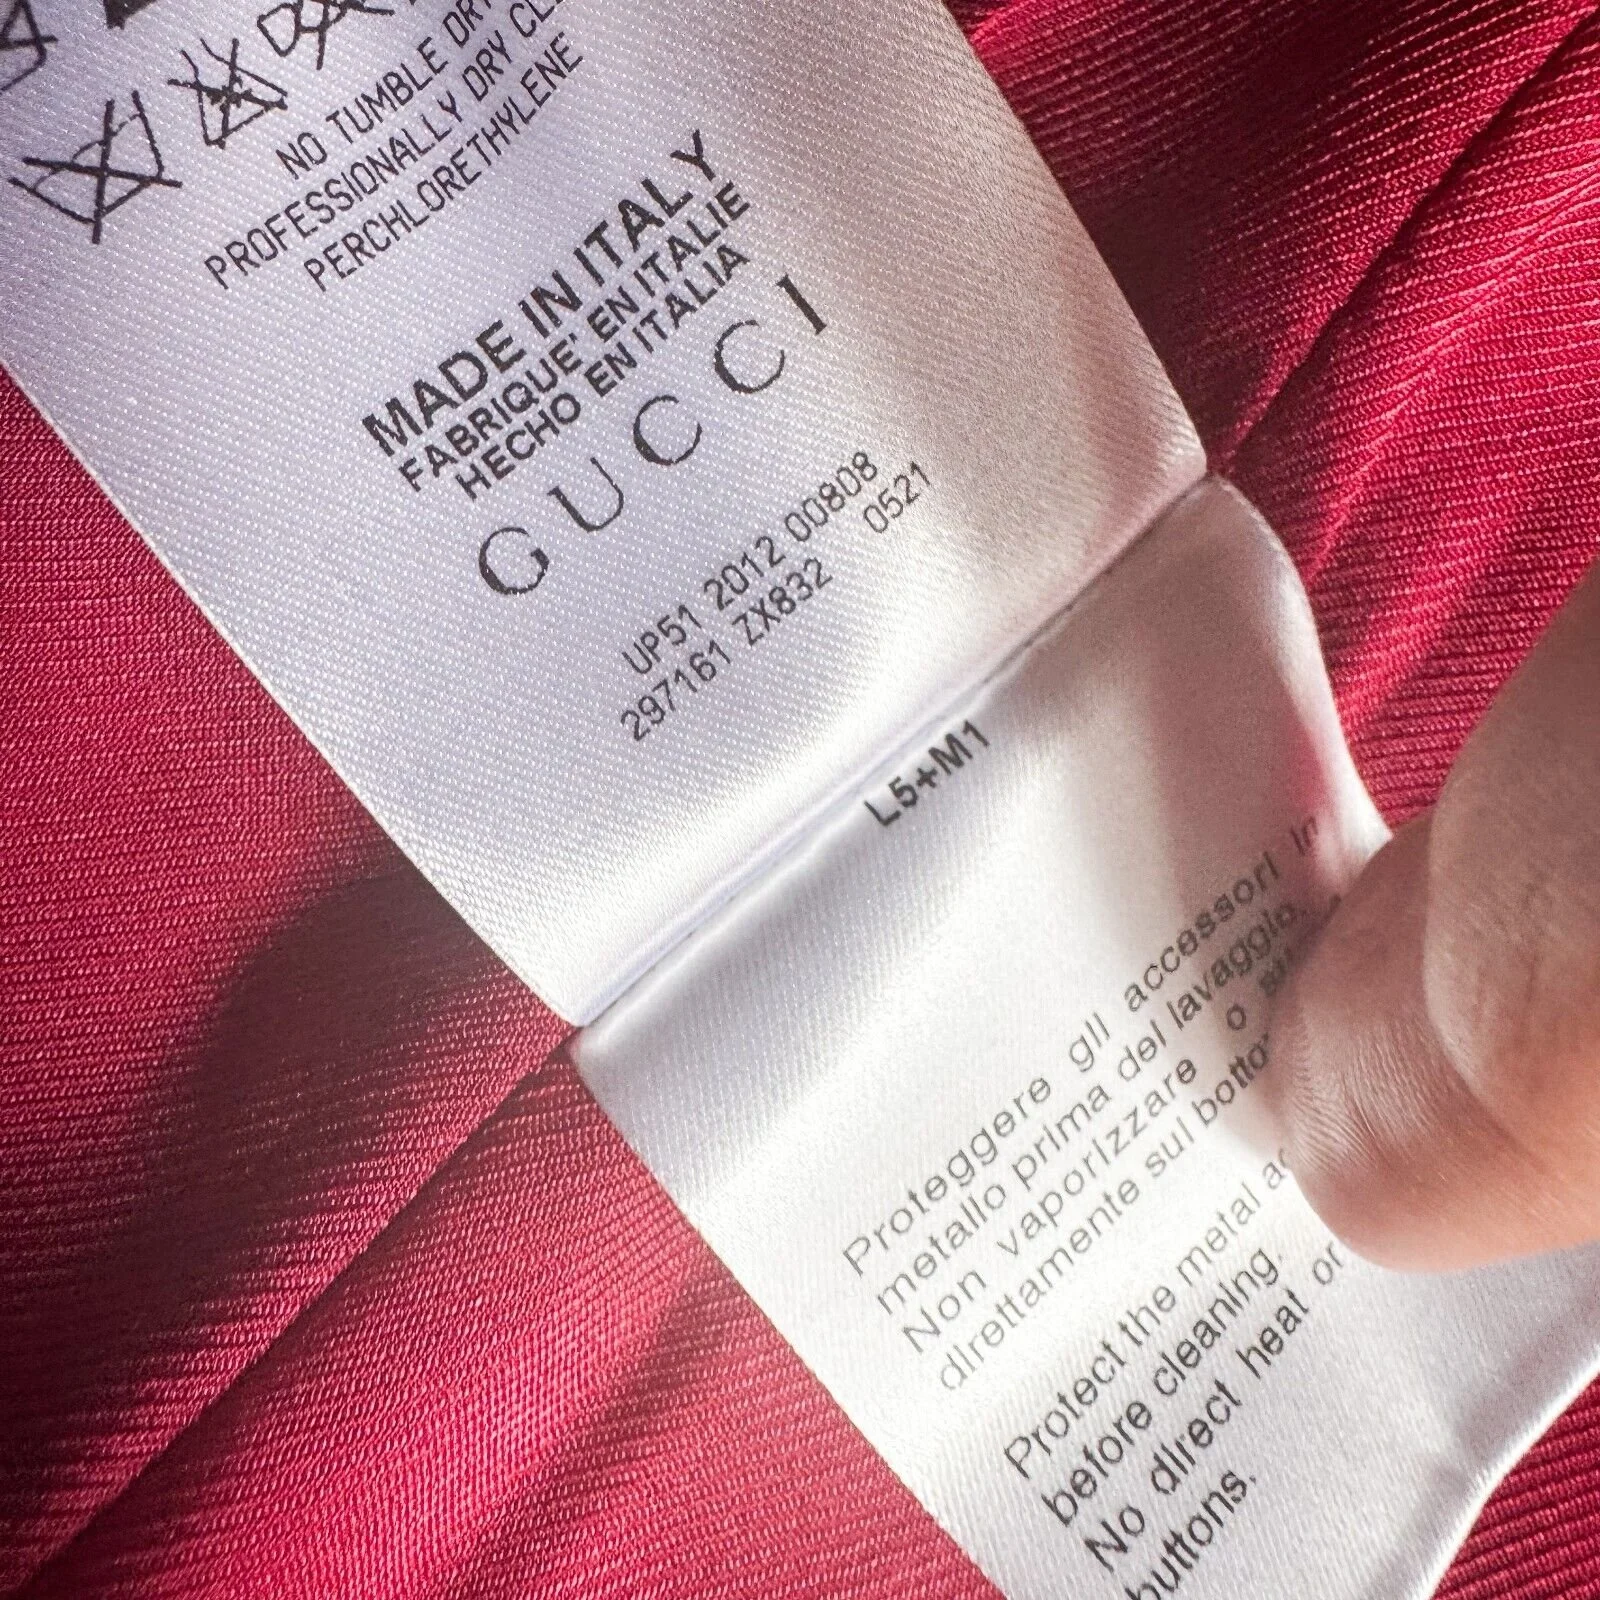 NO TUMBLE DRY
PROFESSIONALLY DRY
PERCHLORETHYLENE
MADE IN ITALY
FABRIQUE' EN ITALIE
HECHO EN ITALIA
GUCCI
UP51 2012 00808
297161 ZX832 0521
L5+M1
Proteggere gli accessori in
metallo prima del lavaggio.
Non vaporizzare o
direttamente sul
Protect the metal
before cleaning.
No direct heat or
buttons.